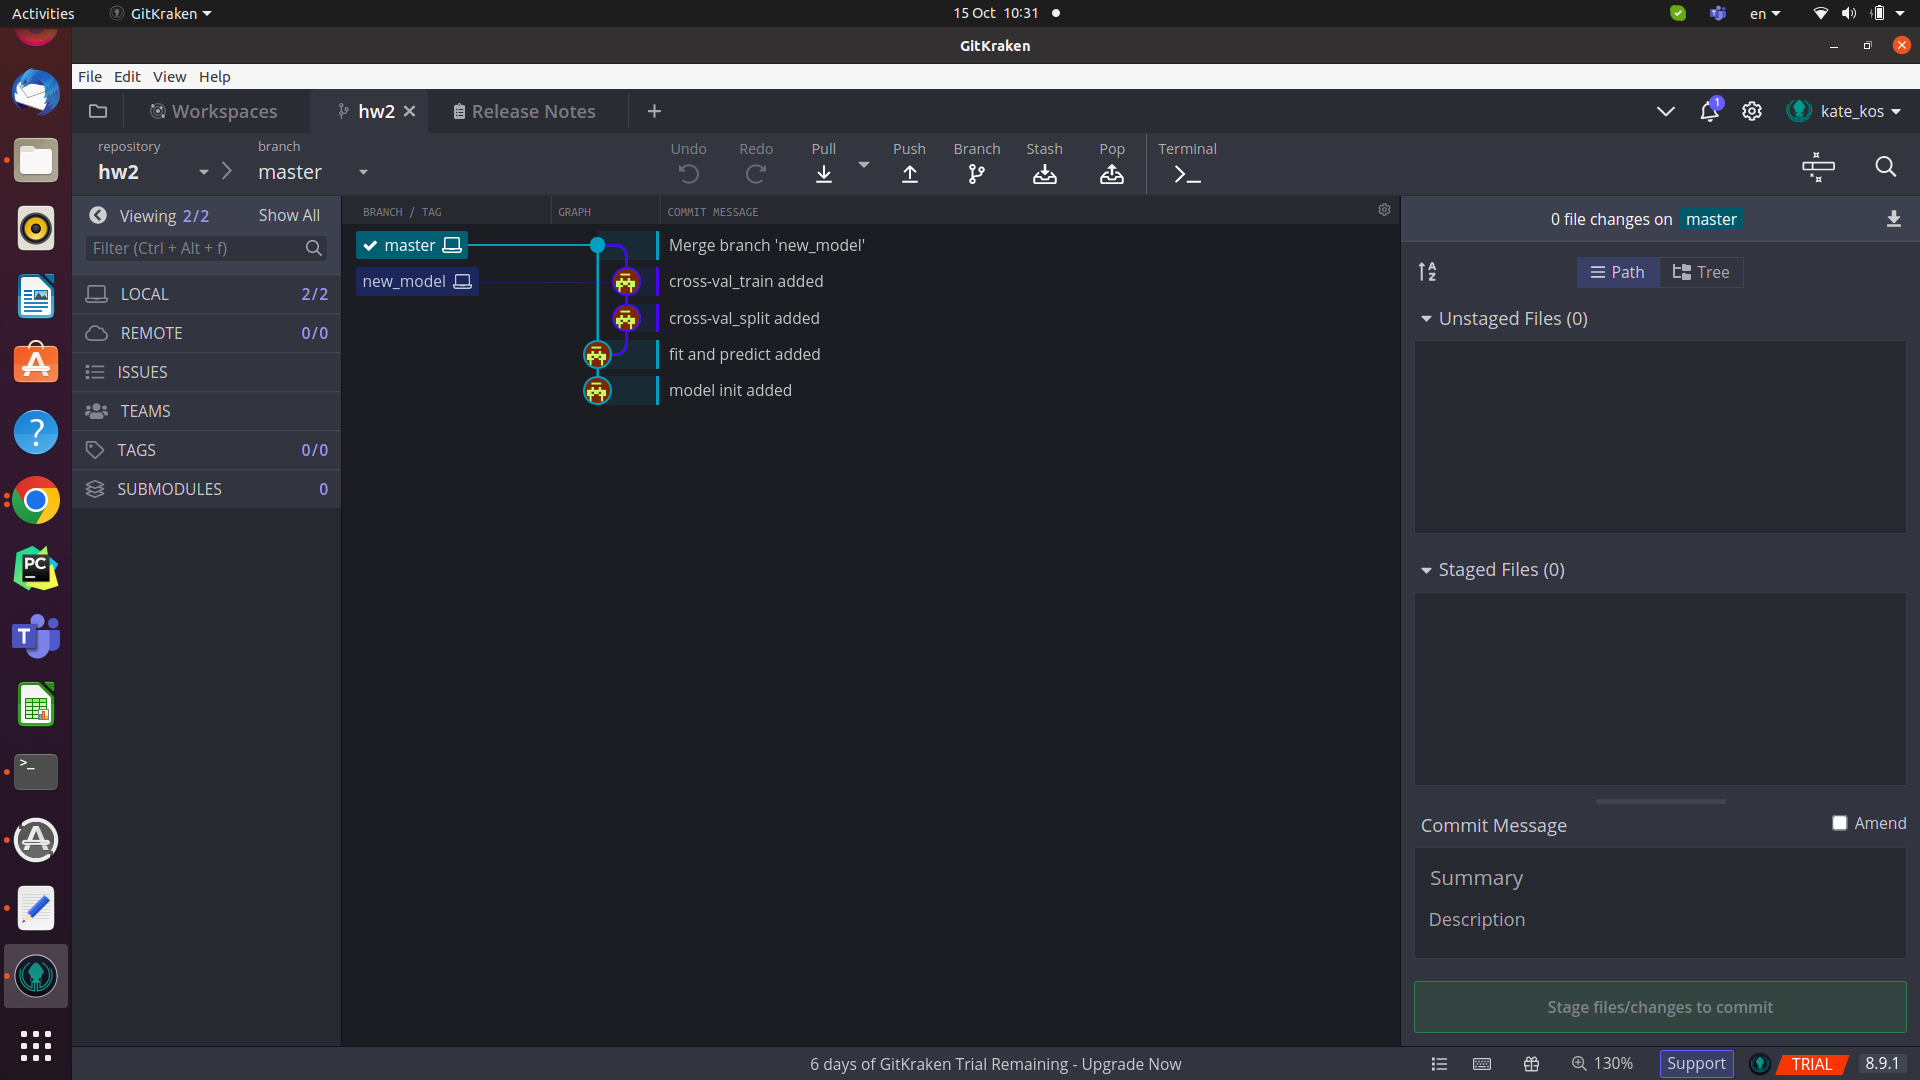 Activities GitKraken 15 Oct 10:31 en
GitKraken
File Edit View Help
Workspaces hw2 Release Notes 1 kate_kos
repository branch
hw2 master
Undo Redo Pull Push Branch Stash Pop Terminal
Viewing 2/2 Show All
Filter (Ctrl + Alt + f)
LOCAL 2/2
REMOTE 0/0
ISSUES
TEAMS
TAGS 0/0
SUBMODULES 0
BRANCH / TAG GRAPH COMMIT MESSAGE
master Merge branch 'new_model'
new_model cross-val_train added
cross-val_split added
fit and predict added
model init added
0 file changes on master
A
Z
Path Tree
Unstaged Files (0)
Staged Files (0)
Commit Message Amend
Summary
Description
Stage files/changes to commit
PC
T
6 days of GitKraken Trial Remaining - Upgrade Now 130% Support TRIAL 8.9.1